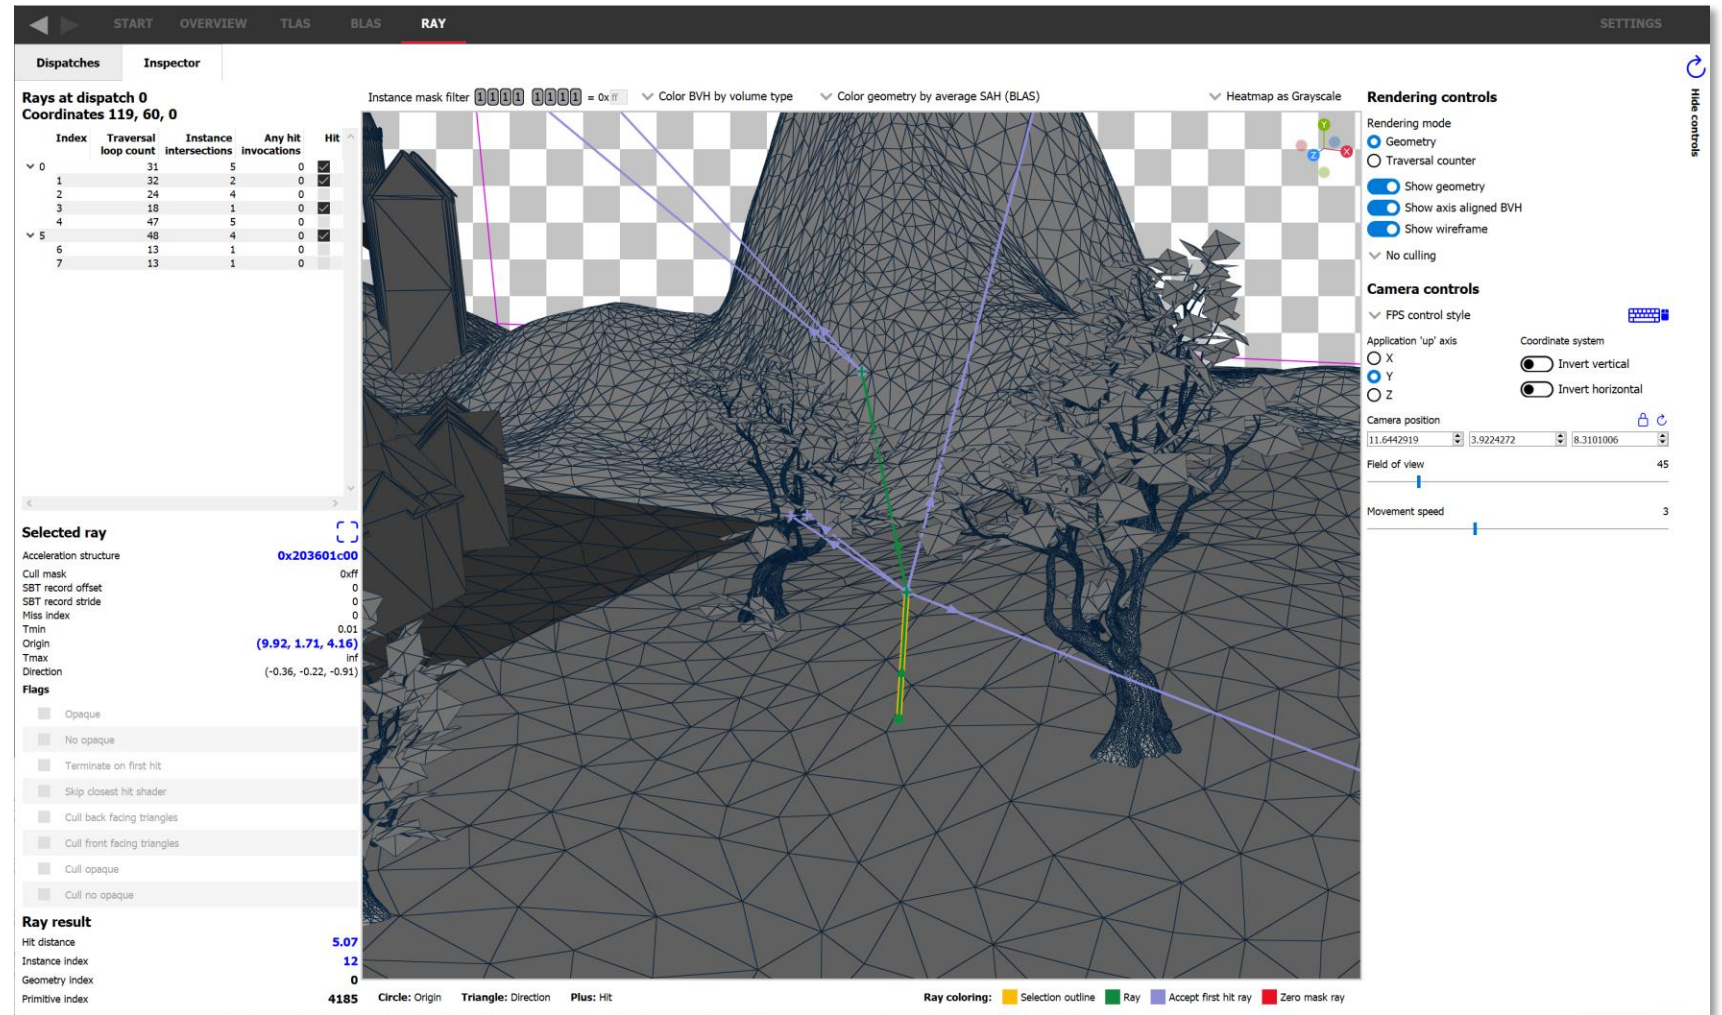 START OVERVIEW TLAS BLAS RAY SETTINGS
Dispatches Inspector
Rays at dispatch 0
Coordinates 119, 60, 0
Index Traversal loop count Instance intersections Any hit invocations Hit
0 31 5 0
1 32 2 0
2 24 4 0
3 18 1 0
4 47 5 0
5 48 4 0
6 13 1 0
7 13 1 0
Selected ray
Acceleration structure 0x203601c00
Cull mask 0xff
SBT record offset 0
SBT record stride 0
Miss index 0
Tmin 0.01
Origin (9.92, 1.71, 4.16)
Tmax inf
Direction (-0.36, -0.22, -0.91)
Flags
Opaque
No opaque
Terminate on first hit
Skip closest hit shader
Cull back facing triangles
Cull front facing triangles
Cull opaque
Cull no opaque
Ray result
Hit distance 5.07
Instance index 12
Geometry index 0
Primitive index 4185
Instance mask filter 1 1 1 1 1 1 1 1 = 0x ff Color BVH by volume type Color geometry by average SAH (BLAS) Heatmap as Grayscale
Y
X
Z
Circle: Origin Triangle: Direction Plus: Hit Ray coloring: Selection outline Ray Accept first hit ray Zero mask ray
Rendering controls
Rendering mode
Geometry
Traversal counter
Show geometry
Show axis aligned BVH
Show wireframe
No culling
Camera controls
FPS control style
Application 'up' axis Coordinate system
X Invert vertical
Y
Z Invert horizontal
Camera position
11.6442919 3.9224272 8.3101006
Field of view 45
Movement speed 3
Hide controls